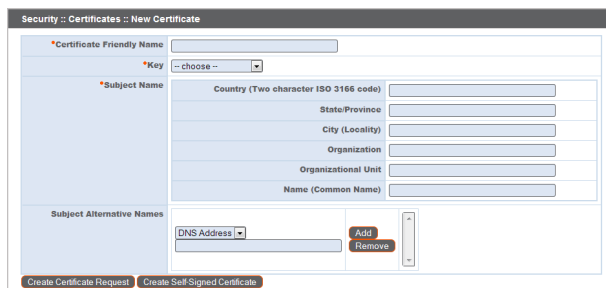 Security :: Certificates :: New Certificate
*Certificate Friendly Name
*Key -- choose --
*Subject Name
Country (Two character ISO 3166 code)
State/Province
City (Locality)
Organization
Organizational Unit
Name (Common Name)
Subject Alternative Names
DNS Address Add
Remove
Create Certificate Request Create Self-Signed Certificate